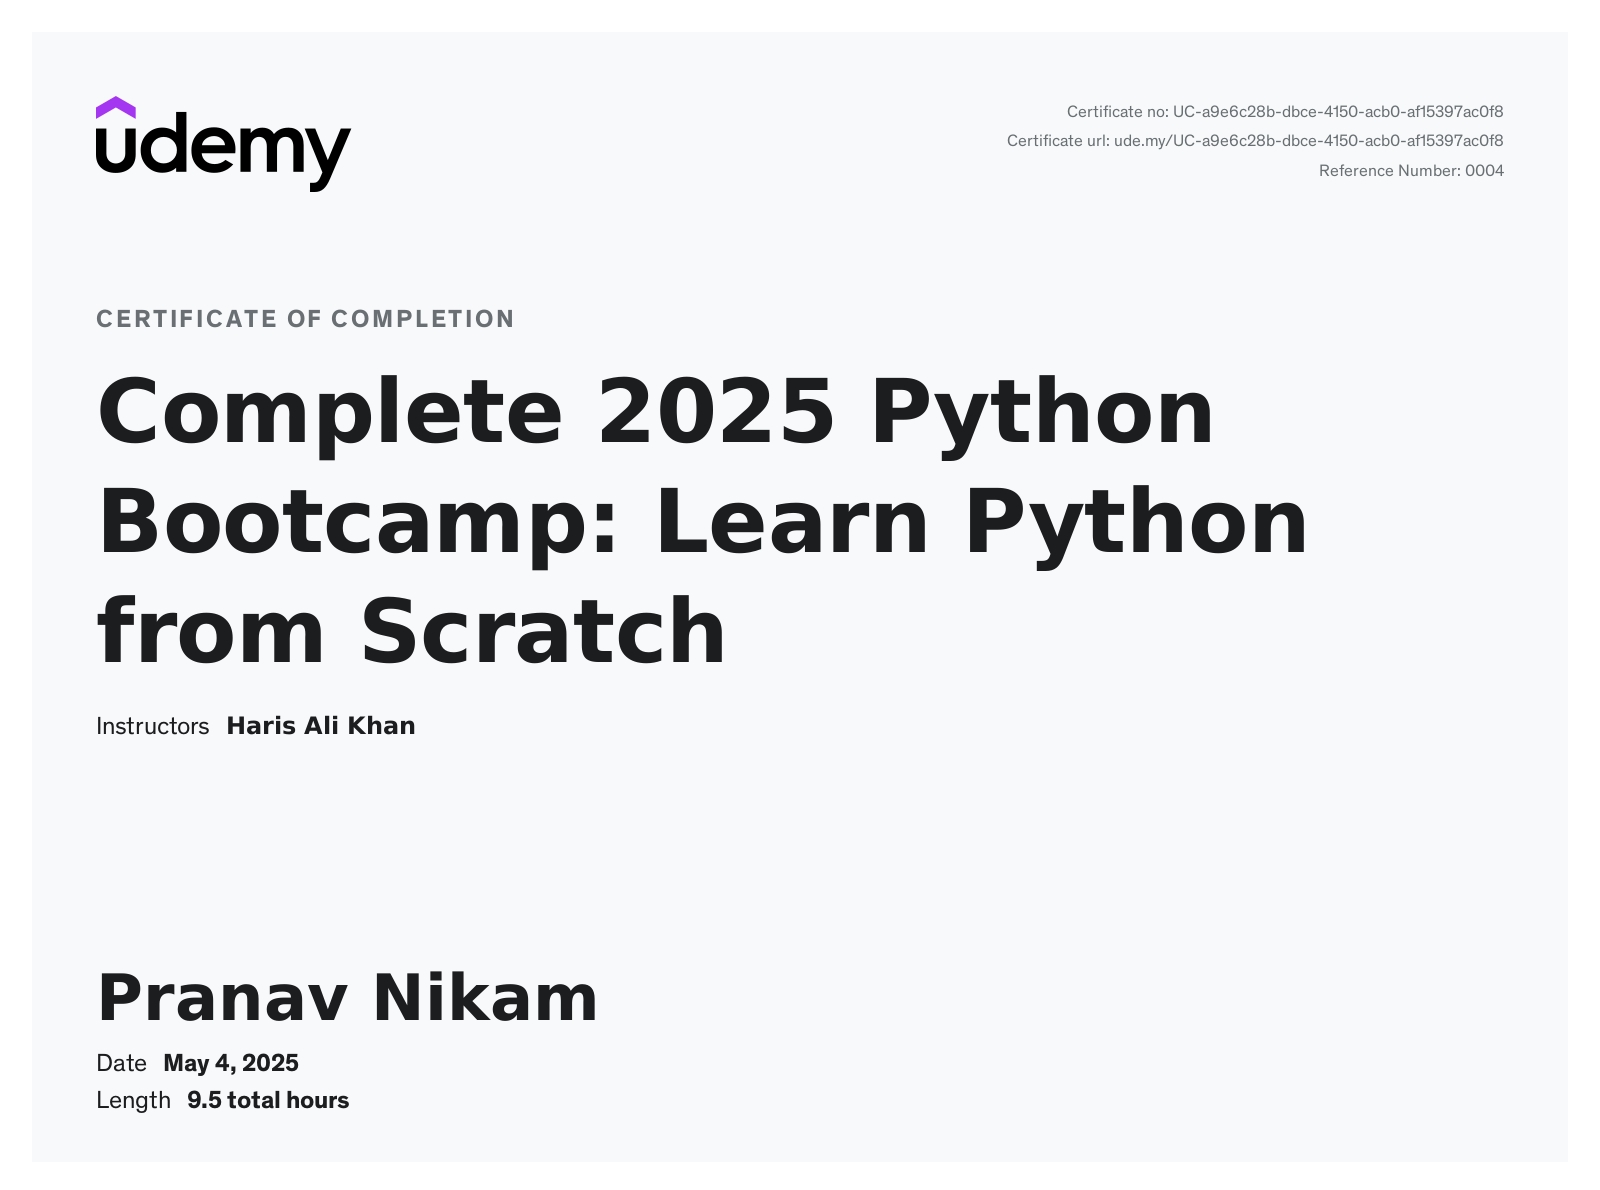 udemy
Certificate no: UC-a9e6c28b-dbce-4150-acb0-af15397ac0f8
Certificate url: ude.my/UC-a9e6c28b-dbce-4150-acb0-af15397ac0f8
Reference Number: 0004
CERTIFICATE OF COMPLETION
Complete 2025 Python
Bootcamp: Learn Python
from Scratch
Instructors Haris Ali Khan
Pranav Nikam
Date May 4, 2025
Length 9.5 total hours